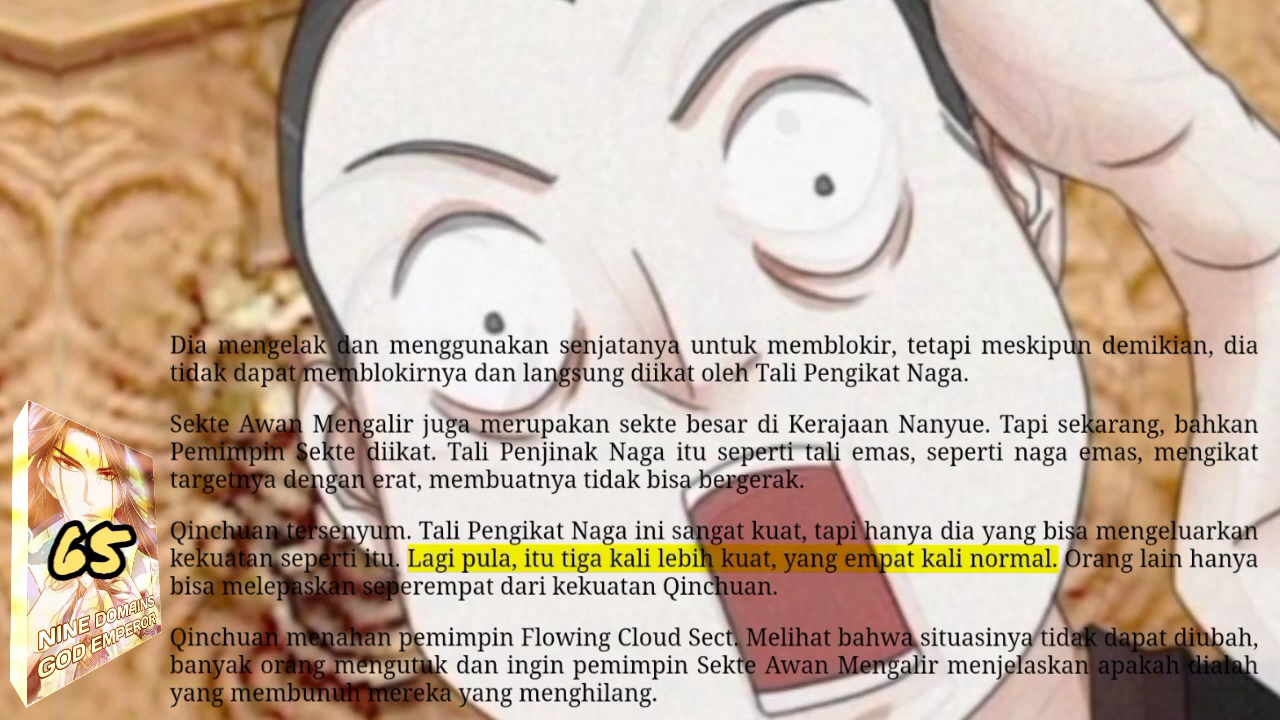 Dia mengelak dan menggunakan senjatanya untuk memblokir, tetapi meskipun demikian, dia
tidak dapat memblokirnya dan langsung diikat oleh Tali Pengikat Naga.
Sekte Awan Mengalir juga merupakan sekte besar di Kerajaan Nanyue. Tapi sekarang, bahkan
Pemimpin Sekte diikat. Tali Penjinak Naga itu seperti tali emas, seperti naga emas, mengikat
targetnya dengan erat, membuatnya tidak bisa bergerak.
Qinchuan tersenyum. Tali Pengikat Naga ini sangat kuat, tapi hanya dia yang bisa mengeluarkan
kekuatan seperti itu. Lagi pula, itu tiga kali lebih kuat, yang empat kali normal. Orang lain hanya
bisa melepaskan seperempat dari kekuatan Qinchuan.
Qinchuan menahan pemimpin Flowing Cloud Sect. Melihat bahwa situasinya tidak dapat diubah,
banyak orang mengutuk dan ingin pemimpin Sekte Awan Mengalir menjelaskan apakah dialah
yang membunuh mereka yang menghilang.
65
NINE DOMAINS
GOD EMPEROR